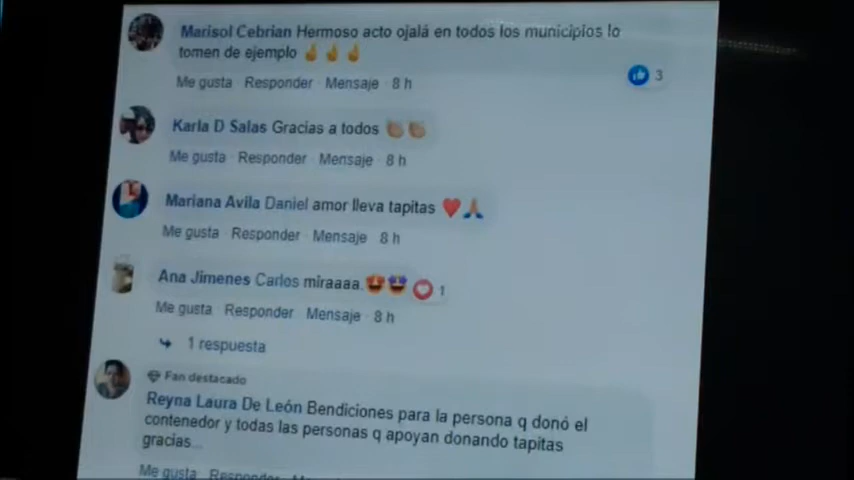 Marisol Cebrian Hermoso acto ojalá en todos los municipios lo
tomen de ejemplo
Me gusta · Responder · Mensaje · 8 h
3
Karla D Salas Gracias a todos
Me gusta · Responder · Mensaje · 8 h
Mariana Avila Daniel amor lleva tapitas
Me gusta · Responder · Mensaje · 8 h
Ana Jimenes Carlos miraaaa.
1
Me gusta · Responder · Mensaje · 8 h
1 respuesta
Fan destacado
Reyna Laura De León Bendiciones para la persona q donó el
contenedor y todas las personas q apoyan donando tapitas
gracias...
Me gusta Responder